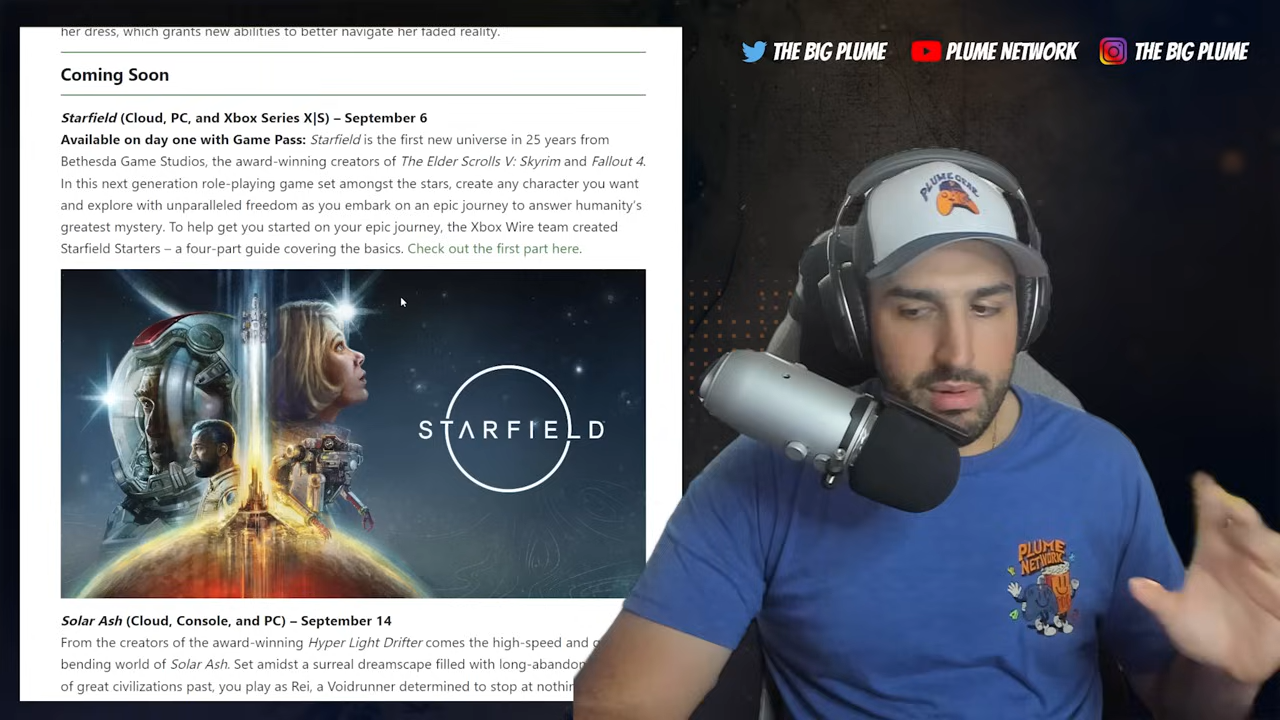 her dress, which grants new abilities to better navigate her faded reality.
Coming Soon
Starfield (Cloud, PC, and Xbox Series X|S) – September 6
Available on day one with Game Pass: Starfield is the first new universe in 25 years from
Bethesda Game Studios, the award-winning creators of The Elder Scrolls V: Skyrim and Fallout 4.
In this next generation role-playing game set amongst the stars, create any character you want
and explore with unparalleled freedom as you embark on an epic journey to answer humanity's
greatest mystery. To help get you started on your epic journey, the Xbox Wire team created
Starfield Starters – a four-part guide covering the basics. Check out the first part here.
STARFIELD
Solar Ash (Cloud, Console, and PC) – September 14
From the creators of the award-winning Hyper Light Drifter comes the high-speed and
bending world of Solar Ash. Set amidst a surreal dreamscape filled with
of great civilizations past, you play as Rei, a Voidrunner determined to stop at
THE BIG PLUME
PLUME NETWORK
THE BIG PLUME
PLUME GEAR
PLUME
NETWORK